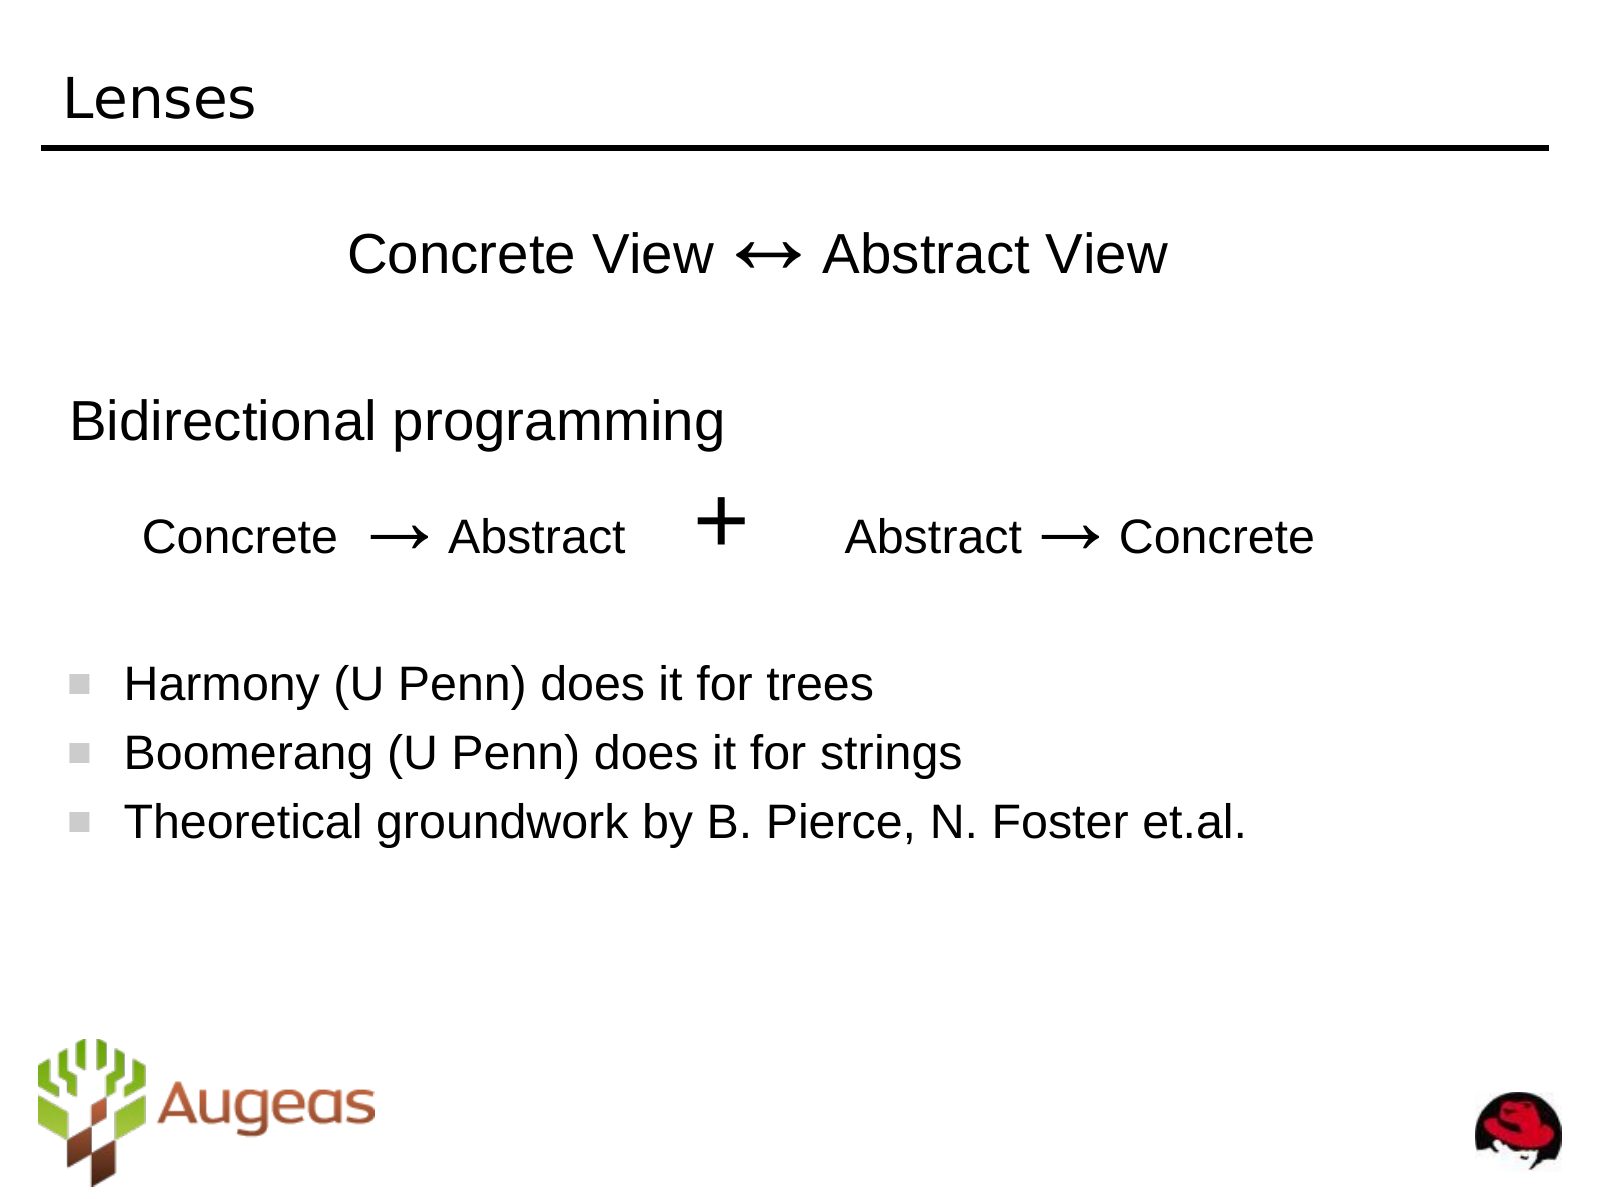 Lenses
Concrete View ↔ Abstract View
Bidirectional programming
Concrete → Abstract + Abstract → Concrete
Harmony (U Penn) does it for trees
Boomerang (U Penn) does it for strings
Theoretical groundwork by B. Pierce, N. Foster et.al.
Augeas